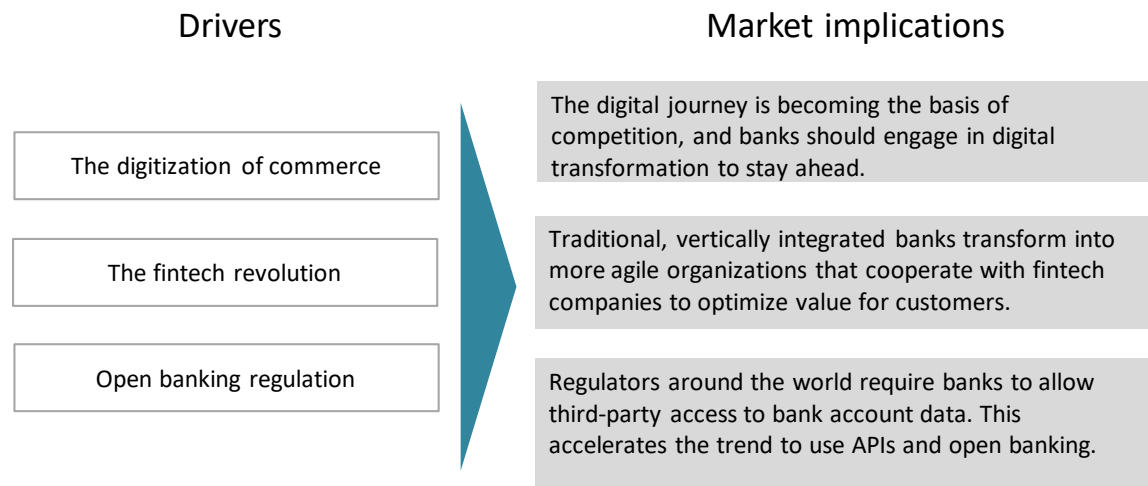 Drivers
Market implications
The digitization of commerce
The digital journey is becoming the basis of
competition, and banks should engage in digital
transformation to stay ahead.
The fintech revolution
Traditional, vertically integrated banks transform into
more agile organizations that cooperate with fintech
companies to optimize value for customers.
Open banking regulation
Regulators around the world require banks to allow
third-party access to bank account data. This
accelerates the trend to use APIs and open banking.